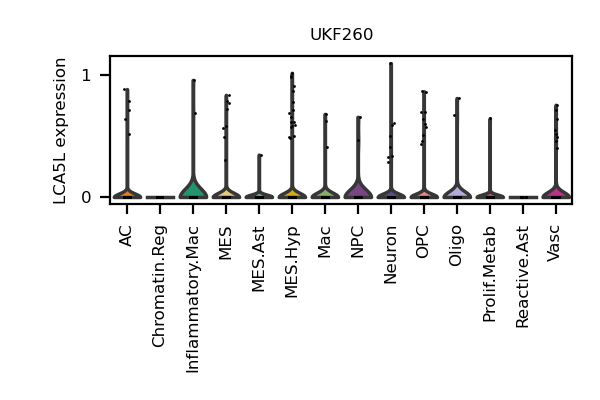 UKF260
LCA5L expression
1
0
AC
Chromatin.Reg
Inflammatory.Mac
MES
MES.Ast
MES.Hyp
Mac
NPC
Neuron
OPC
Oligo
Prolif.Metab
Reactive.Ast
Vasc